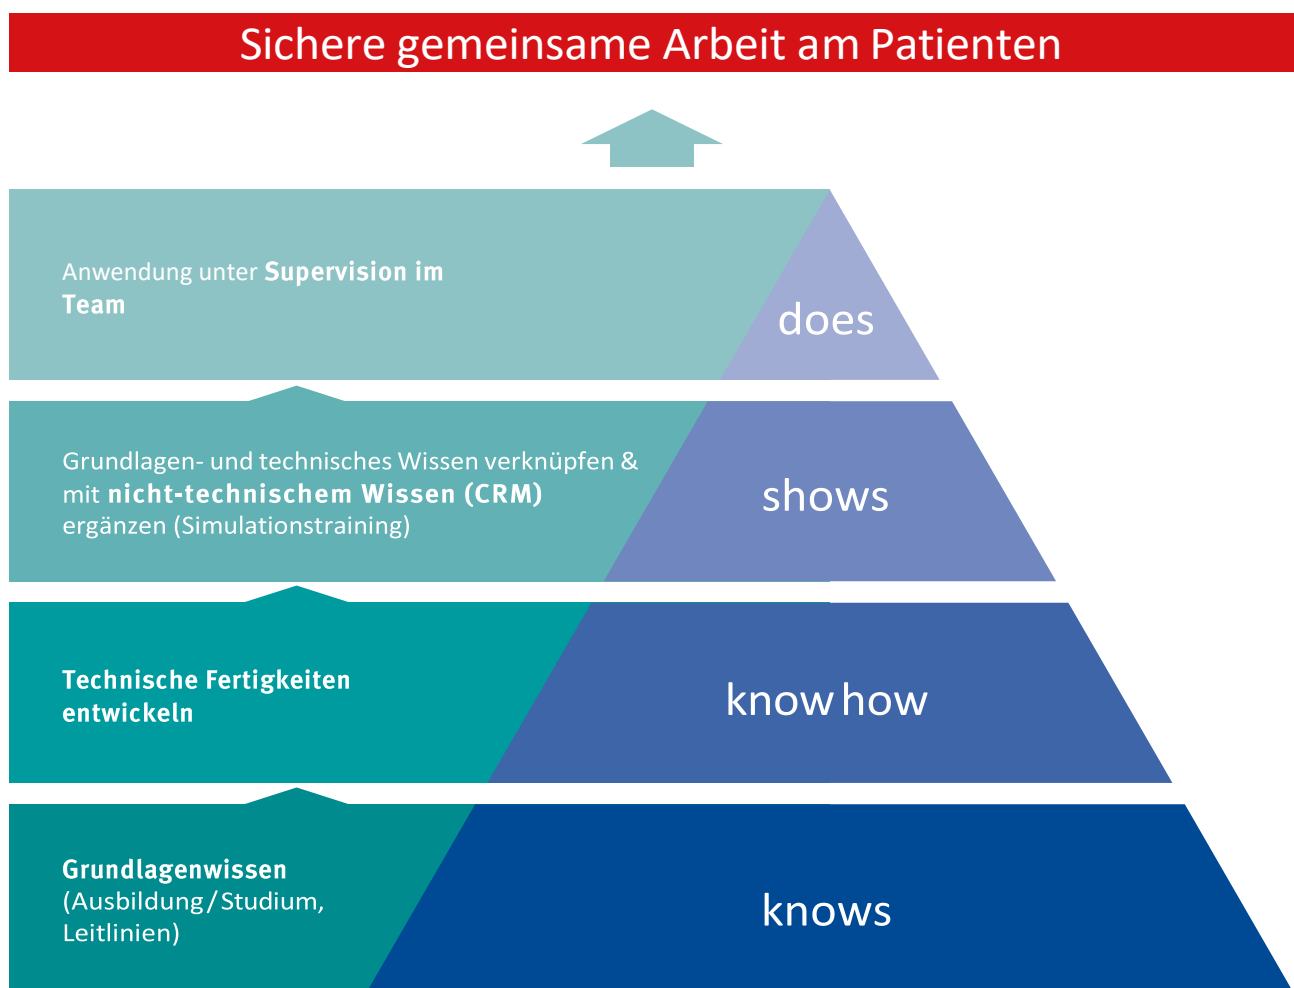 Sichere gemeinsame Arbeit am Patienten
Anwendung unter Supervision im
Team
does
Grundlagen- und technisches Wissen verknüpfen &
mit nicht-technischem Wissen (CRM)
ergänzen (Simulationstraining)
shows
Technische Fertigkeiten
entwickeln
know how
Grundlagenwissen
(Ausbildung/Studium,
Leitlinien)
knows